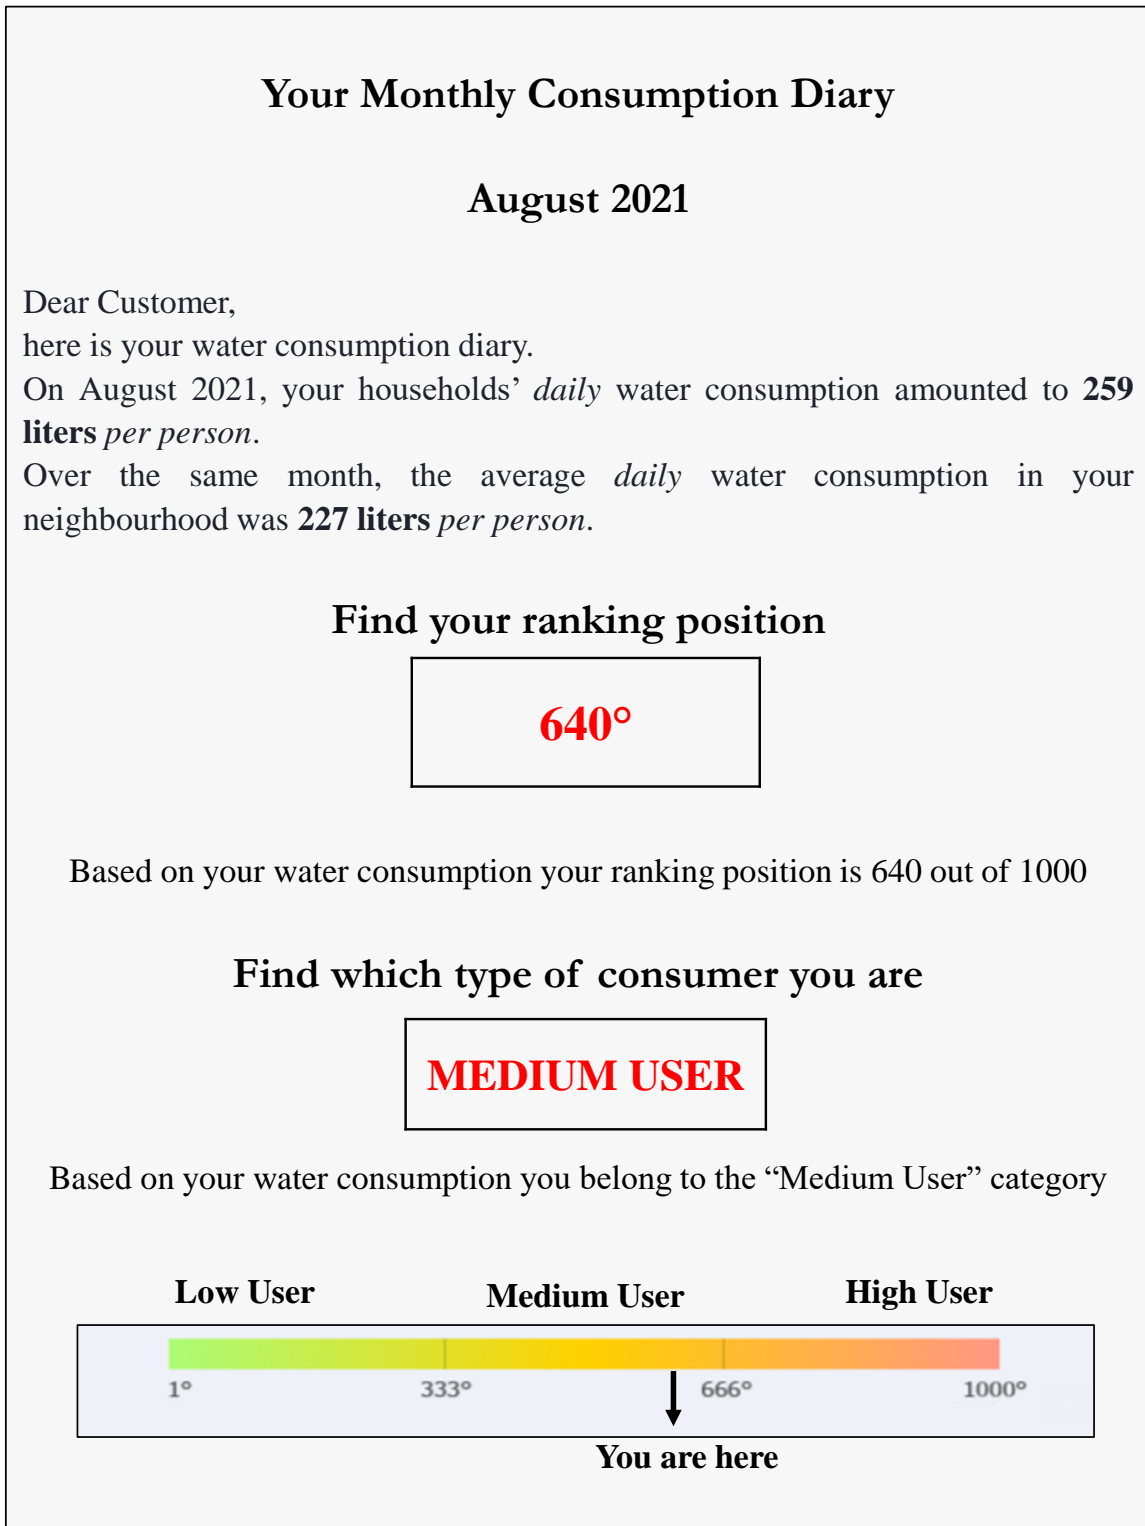 Your Monthly Consumption Diary
August 2021
Dear Customer,
here is your water consumption diary.
On August 2021, your households’ daily water consumption amounted to 259
liters per person.
Over the same month, the average daily water consumption in your
neighbourhood was 227 liters per person.
Find your ranking position
640°
Based on your water consumption your ranking position is 640 out of 1000
Find which type of consumer you are
MEDIUM USER
Based on your water consumption you belong to the “Medium User” category
Low User Medium User High User
1° 333° 666° 1000°
You are here